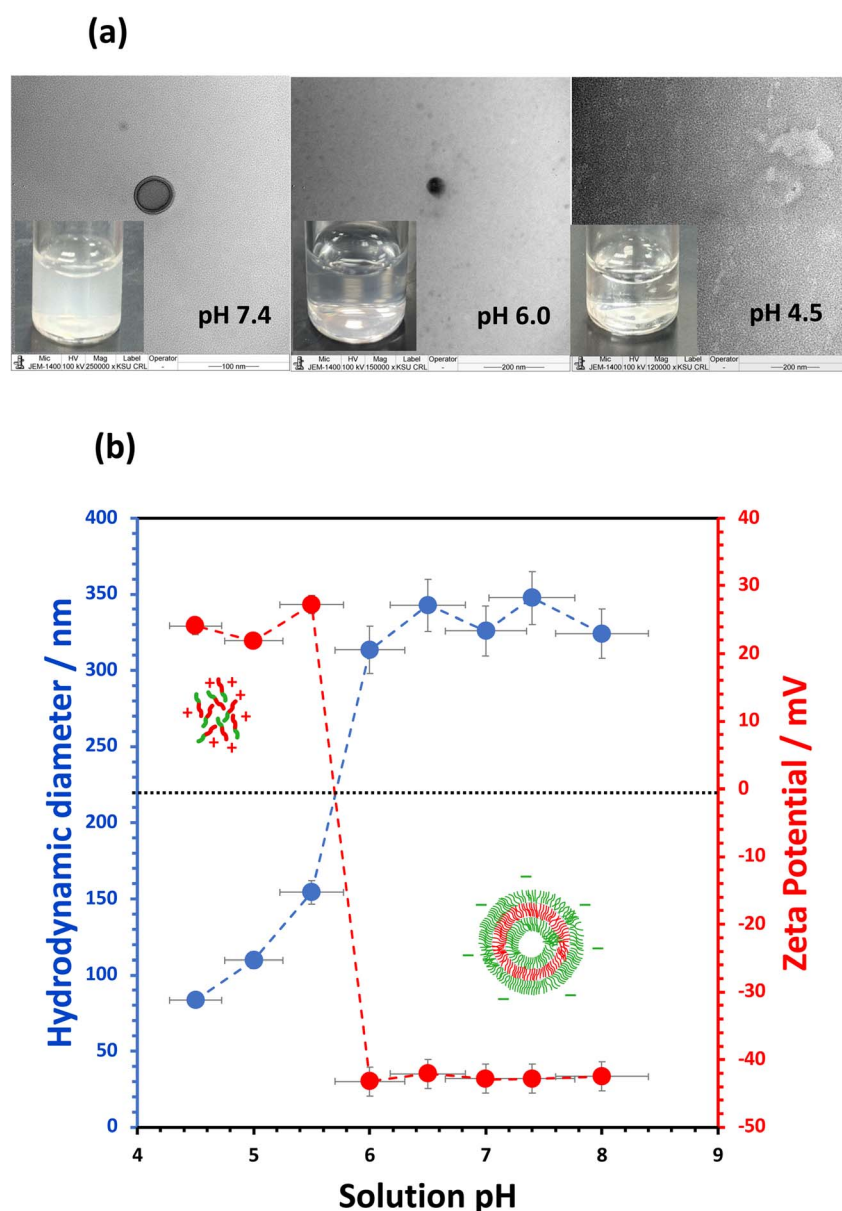 (a)
pH 7.4
pH 6.0
pH 4.5
Mic HV Mag Label Operator
JEM-1400 100 kV 250000 x KSU CRL - 100 nm
Mic HV Mag Label Operator
JEM-1400 100 kV 150000 x KSU CRL - 200 nm
Mic HV Mag Label Operator
JEM-1400 100 kV 120000 x KSU CRL - 200 nm
(b)
Hydrodynamic diameter / nm
400
350
300
250
200
150
100
50
0
40
30
20
10
0
-10
-20
-30
-40
-50
Zeta Potential / mV
+ + + + + + +
- - - - - - - -
4 5 6 7 8 9
Solution pH